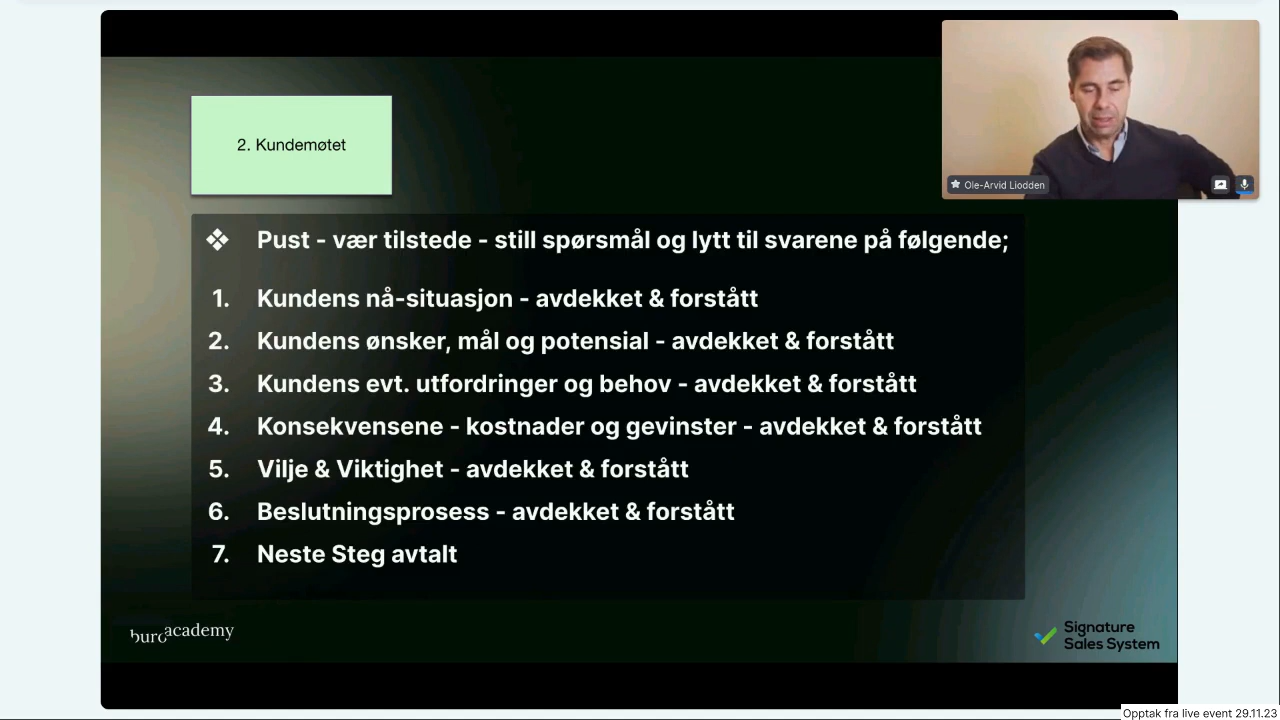 2. Kundemøtet
Ole-Arvid Liodden
❖ Pust - vær tilstede - still spørsmål og lytt til svarene på følgende;
1. Kundens nå-situasjon - avdekket & forstått
2. Kundens ønsker, mål og potensial - avdekket & forstått
3. Kundens evt. utfordringer og behov - avdekket & forstått
4. Konsekvensene - kostnader og gevinster - avdekket & forstått
5. Vilje & Viktighet - avdekket & forstått
6. Beslutningsprosess - avdekket & forstått
7. Neste Steg avtalt
buro academy
Signature
Sales System
Opptak fra live event 29.11.23